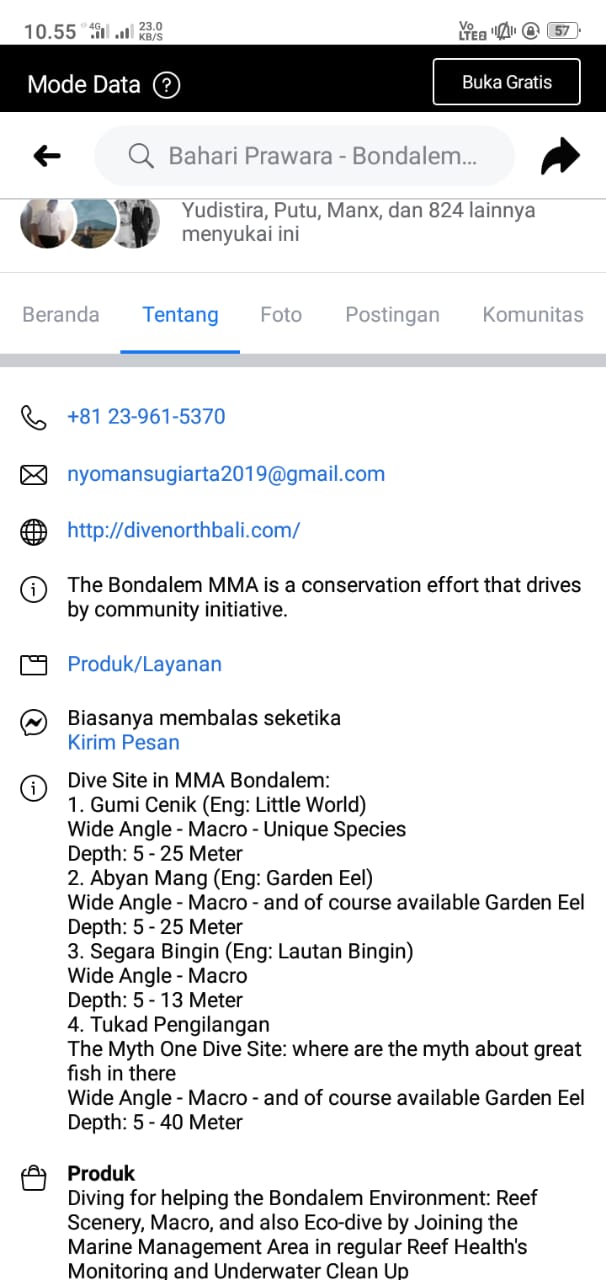 10.55 4G 23.0 KB/S Vo LTE 57
Mode Data ? Buka Gratis
Bahari Prawara - Bondalem...
Yudistira, Putu, Manx, dan 824 lainnya
menyukai ini
Beranda Tentang Foto Postingan Komunitas
+81 23-961-5370
nyomansugiarta2019@gmail.com
http://divenorthbali.com/
The Bondalem MMA is a conservation effort that drives
by community initiative.
Produk/Layanan
Biasanya membalas seketika
Kirim Pesan
Dive Site in MMA Bondalem:
1. Gumi Cenik (Eng: Little World)
Wide Angle - Macro - Unique Species
Depth: 5 - 25 Meter
2. Abyan Mang (Eng: Garden Eel)
Wide Angle - Macro - and of course available Garden Eel
Depth: 5 - 25 Meter
3. Segara Bingin (Eng: Lautan Bingin)
Wide Angle - Macro
Depth: 5 - 13 Meter
4. Tukad Pengilangan
The Myth One Dive Site: where are the myth about great
fish in there
Wide Angle - Macro - and of course available Garden Eel
Depth: 5 - 40 Meter
Produk
Diving for helping the Bondalem Environment: Reef
Scenery, Macro, and also Eco-dive by Joining the
Marine Management Area in regular Reef Health's
Monitoring and Underwater Clean Up